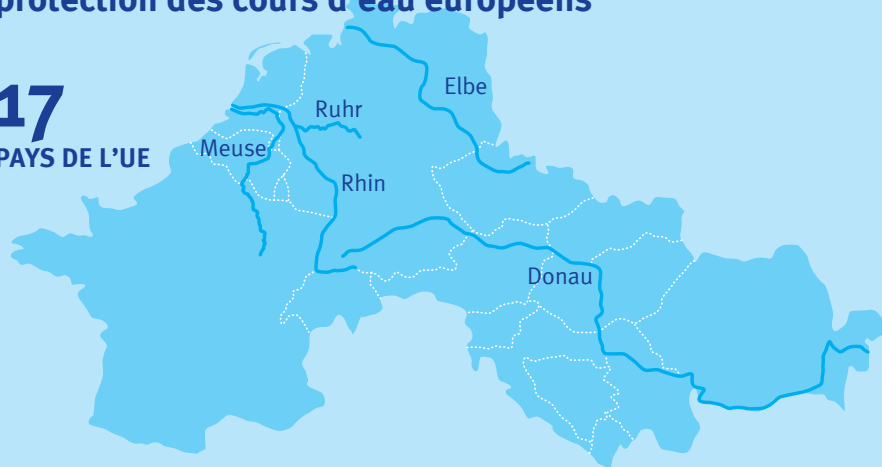 protection des cours d'eau européens
17
PAYS DE L'UE
Elbe
Ruhr
Meuse
Rhin
Donau